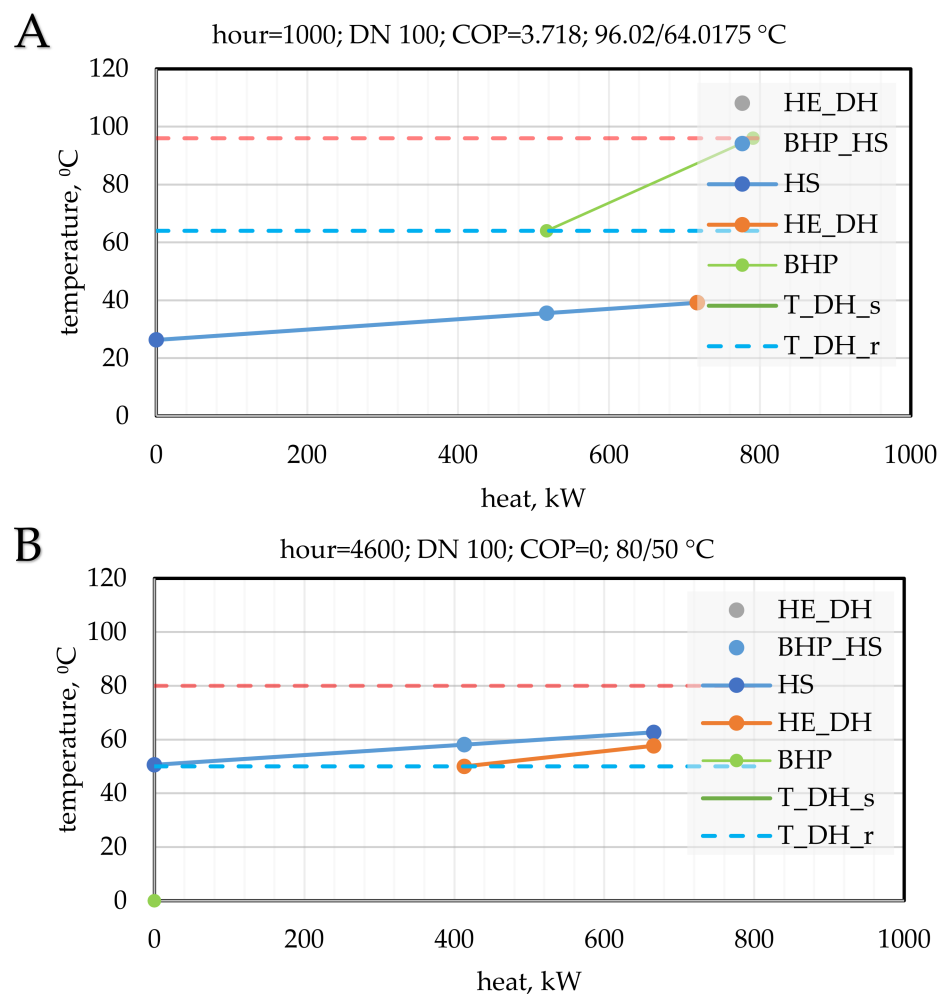 A
hour=1000; DN 100; COP=3.718; 96.02/64.0175 °C
120
100
80
60
40
20
0
temperature, ⁰C
0 200 400 600 800 1000
heat, kW
HE_DH
BHP_HS
HS
HE_DH
BHP
T_DH_s
T_DH_r
B
hour=4600; DN 100; COP=0; 80/50 °C
120
100
80
60
40
20
0
temperature, ⁰C
0 200 400 600 800 1000
heat, kW
HE_DH
BHP_HS
HS
HE_DH
BHP
T_DH_s
T_DH_r